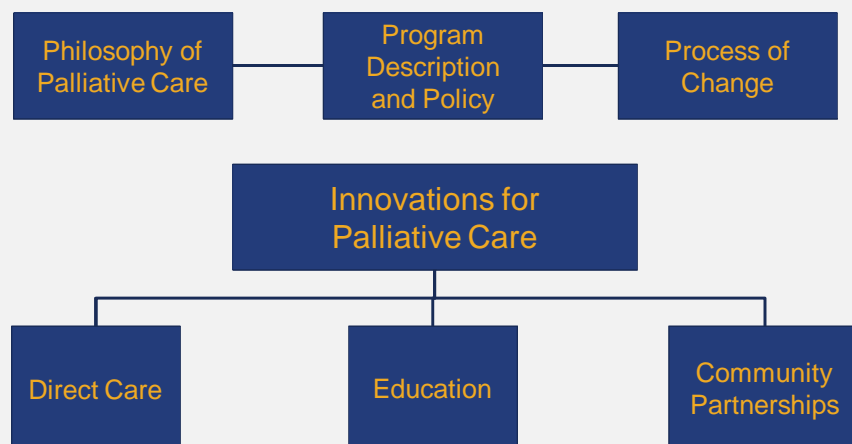 Philosophy of
Palliative Care
Program
Description
and Policy
Process of
Change
Innovations for
Palliative Care
Direct Care
Education
Community
Partnerships